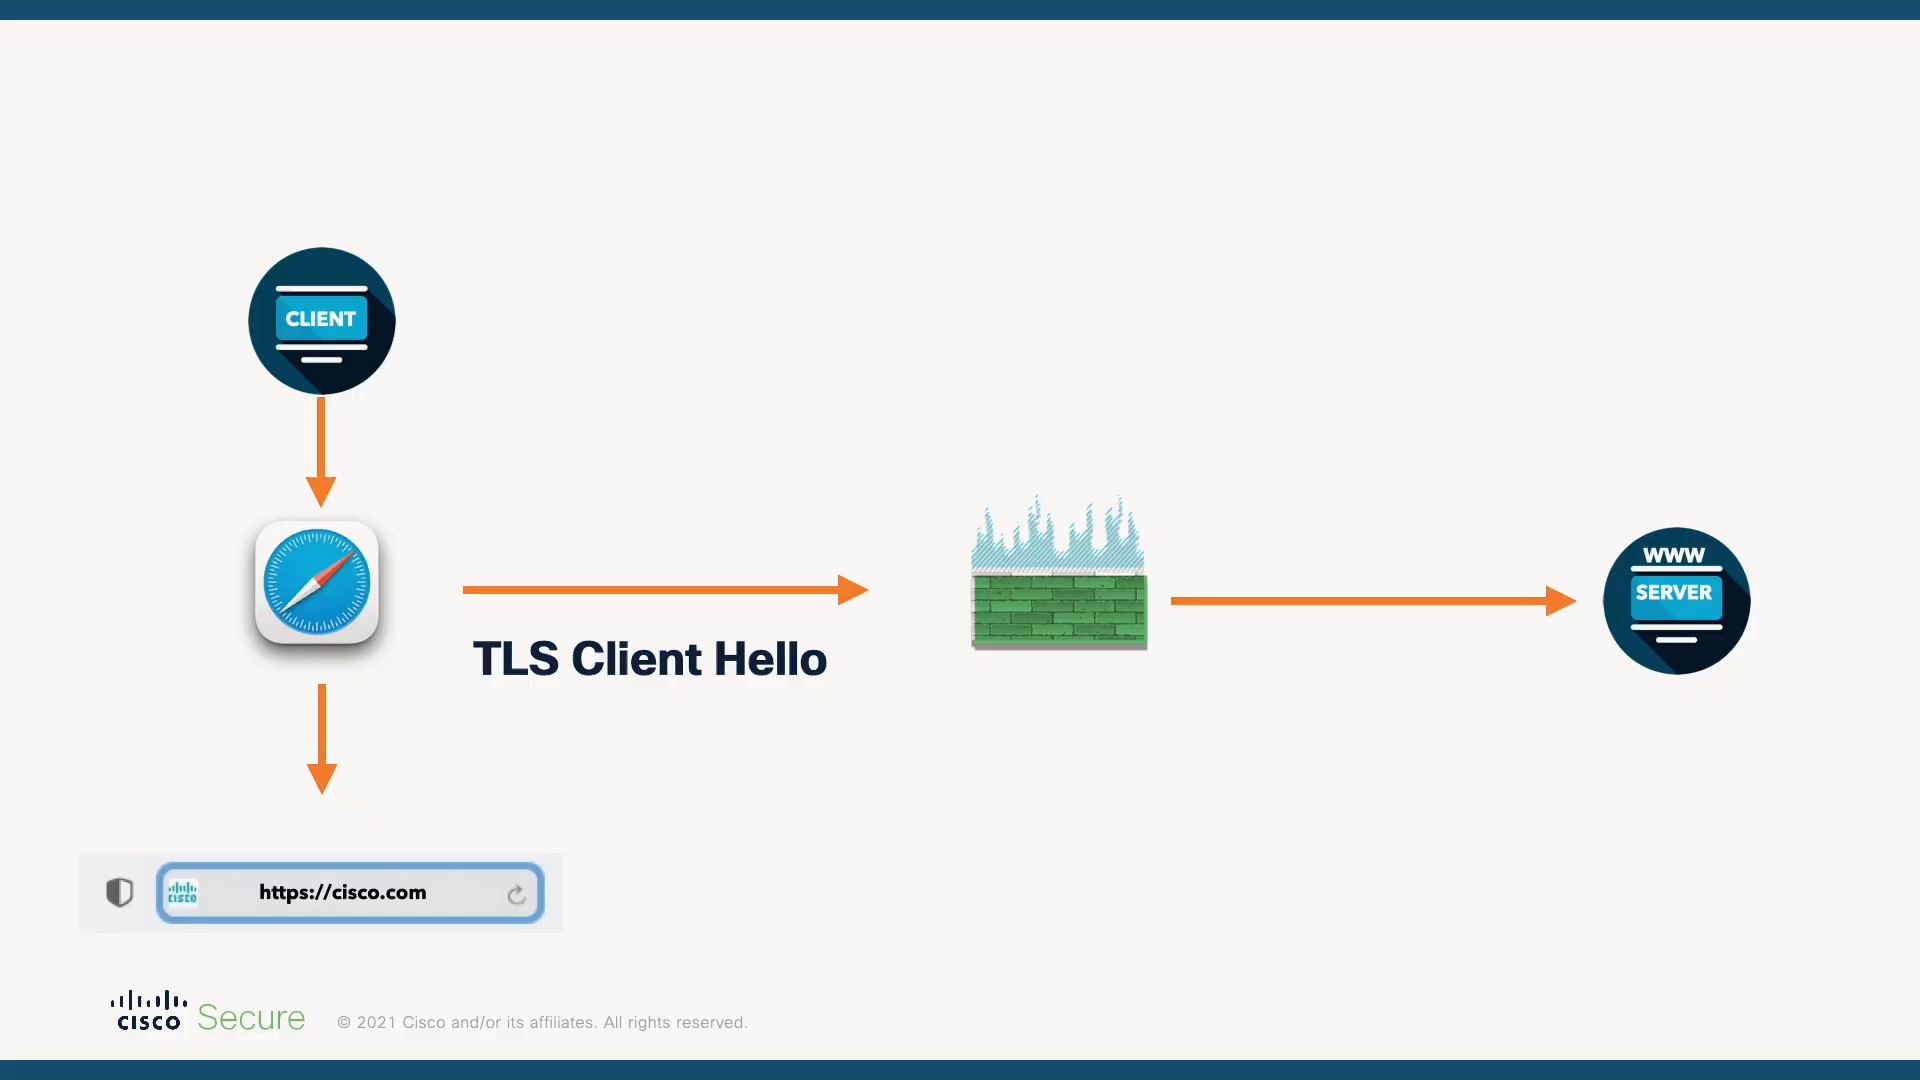 CLIENT
WWW
SERVER
TLS Client Hello
cisco
https://cisco.com
cisco Secure
© 2021 Cisco and/or its affiliates. All rights reserved.